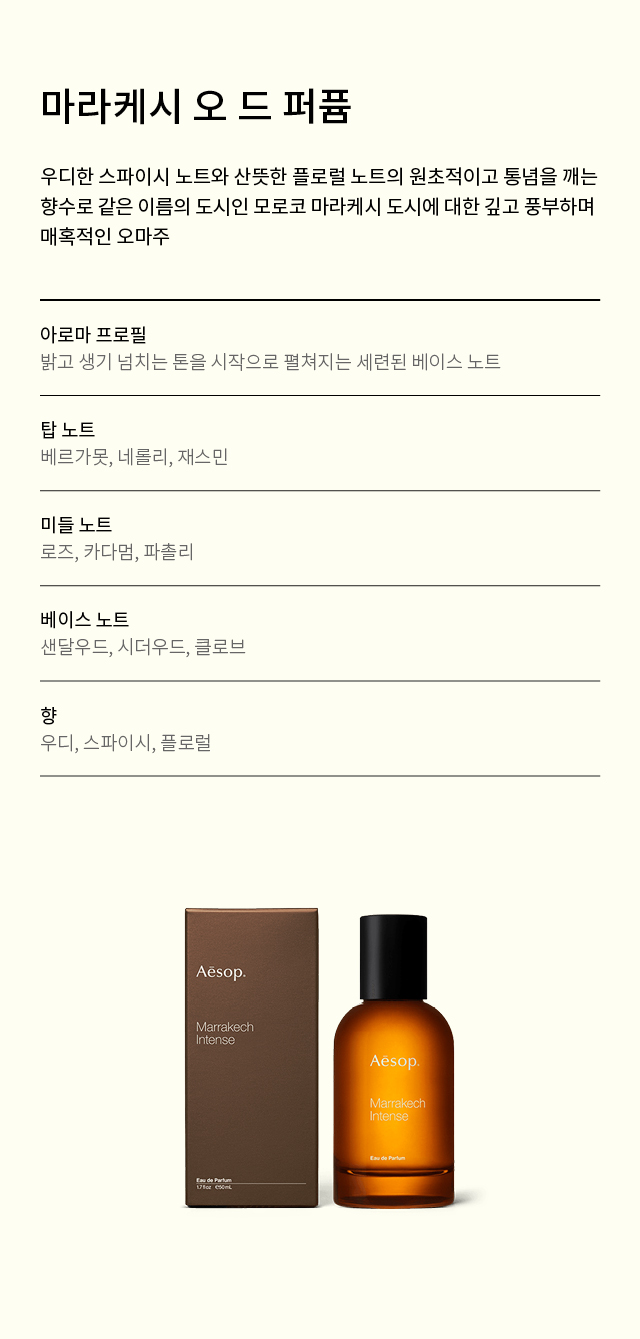 마라케시 오 드 퍼퓸
우디한 스파이시 노트와 산뜻한 플로럴 노트의 원초적이고 통념을 깨는
향수로 같은 이름의 도시인 모로코 마라케시 도시에 대한 깊고 풍부하며
매혹적인 오마주
아로마 프로필
밝고 생기 넘치는 톤을 시작으로 펼쳐지는 세련된 베이스 노트
탑 노트
베르가못, 네롤리, 재스민
미들 노트
로즈, 카다멈, 파촐리
베이스 노트
샌달우드, 시더우드, 클로브
향
우디, 스파이시, 플로럴
Aēsop.
Marrakech
Intense
Eau de Parfum
1.7 fl oz ℮50 mL
Aēsop.
Marrakech
Intense
Eau de Parfum